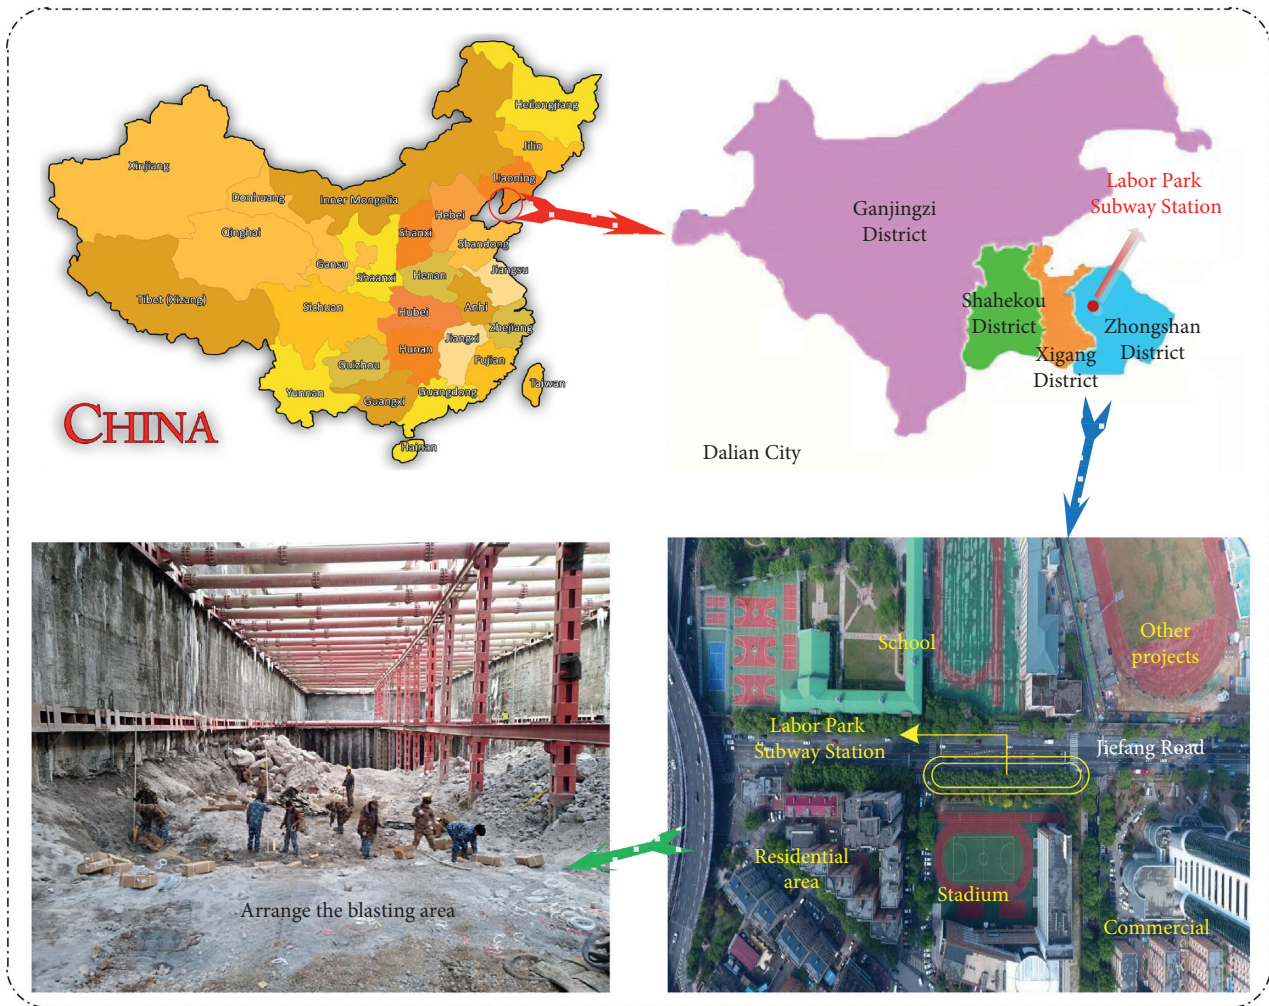 Heilongjiang
Jilin
Liaoning
Xinjiang
Donhuang
Inner Mongolia
Hebei
Qinghai
Shanxi
Shandong
Gansu
Shaanxi
Henan
Jiangsu
Tibet (Xizang)
Sichuan
Hubei
Anhi
Zhejiang
Jiangxi
Hunan
Guizhou
Fujian
Yunnan
Guangxi
Guangdong
Taiwan
Hainan
CHINA
Labor Park
Subway Station
Ganjingzi
District
Shahekou
District
Xigang
District
Zhongshan
District
Dalian City
Arrange the blasting area
School
Other
projects
Labor Park
Subway Station
Jiefang Road
Residential
area
Stadium
Commercial